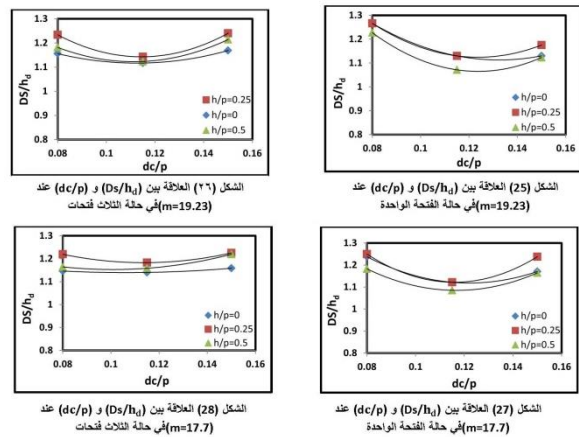 1.3
1.2
1.1
1
0.9
0.8
DS/hd
h/p=0.25
h/p=0
h/p=0.5
0.08 0.1 0.12 0.14 0.16
dc/p
الشكل (٢٦) العلاقة بين (Ds/hd) و (dc/p) عند
(m=19.23)في حالة الثلاث فتحات
1.3
1.2
1.1
1
0.9
0.8
DS/hd
h/p=0
h/p=0.25
h/p=0.5
0.08 0.1 0.12 0.14 0.16
dc/p
الشكل (25) العلاقة بين (Ds/hd) و (dc/p) عند
(m=19.23)في حالة الفتحة الواحدة
1.3
1.2
1.1
1
0.9
0.8
DS/hd
h/p=0
h/p=0.25
h/p=0.5
0.08 0.1 0.12 0.14 0.16
dc/p
الشكل (28) العلاقة بين (Ds/hd) و (dc/p) عند
(m=17.7)في حالة الثلاث فتحات
1.3
1.2
1.1
1
0.9
0.8
DS/hd
h/p=0
h/p=0.25
h/p=0.5
0.08 0.1 0.12 0.14 0.16
dc/p
الشكل (27) العلاقة بين (Ds/hd) و (dc/p) عند
(m=17.7)في حالة الفتحة الواحدة